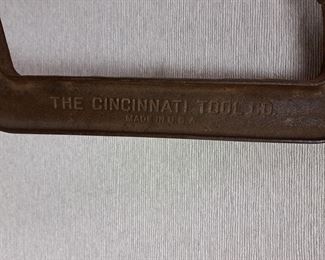 THE CINCINNATI TOOL CO.
MADE IN U.S.A.